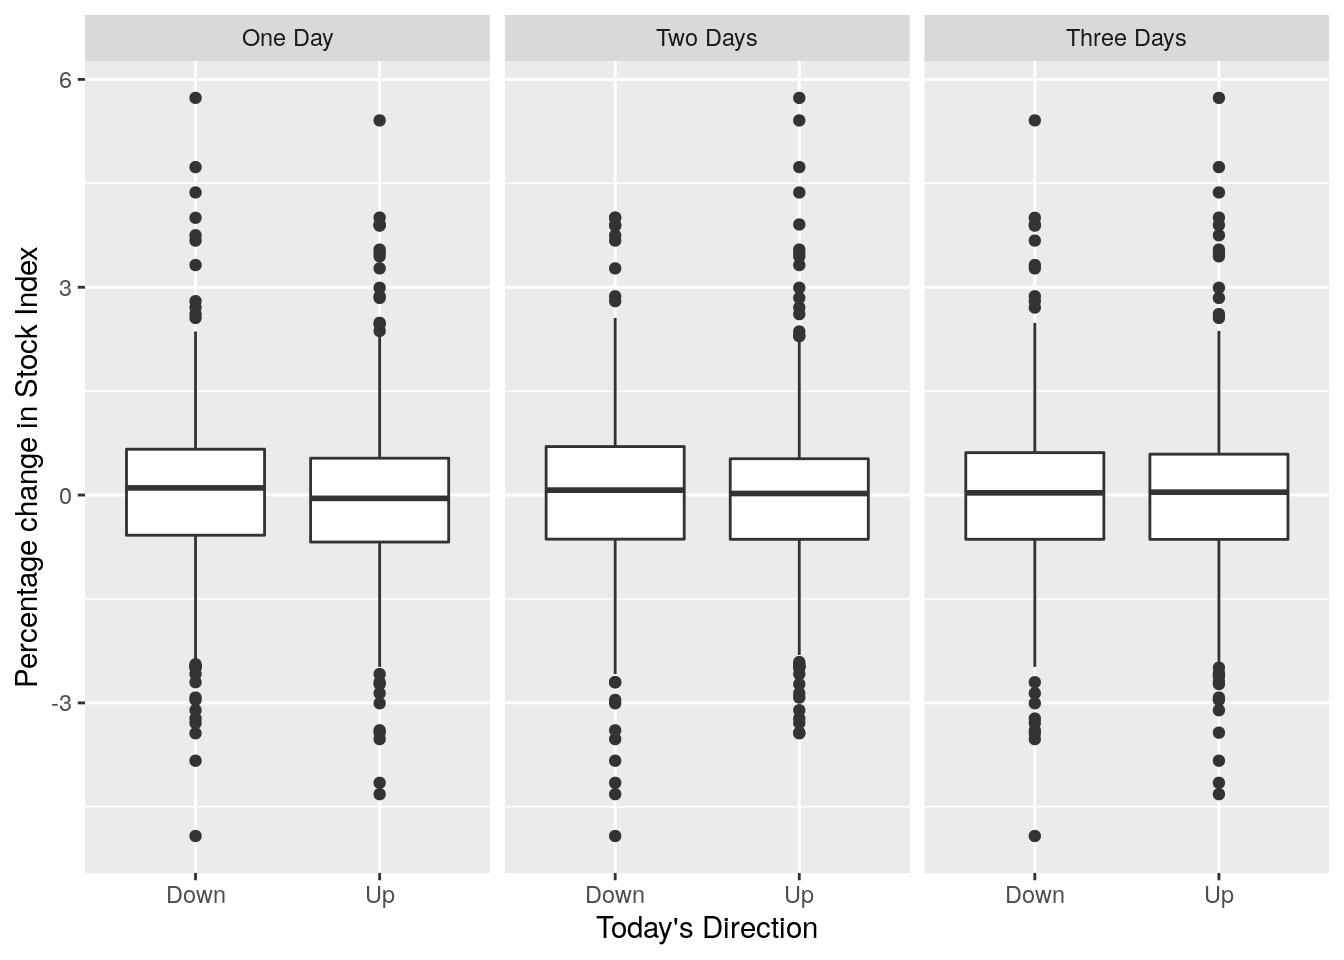 One Day
Two Days
Three Days
6
3
0
-3
Percentage change in Stock Index
Down
Up
Down
Up
Down
Up
Today's Direction